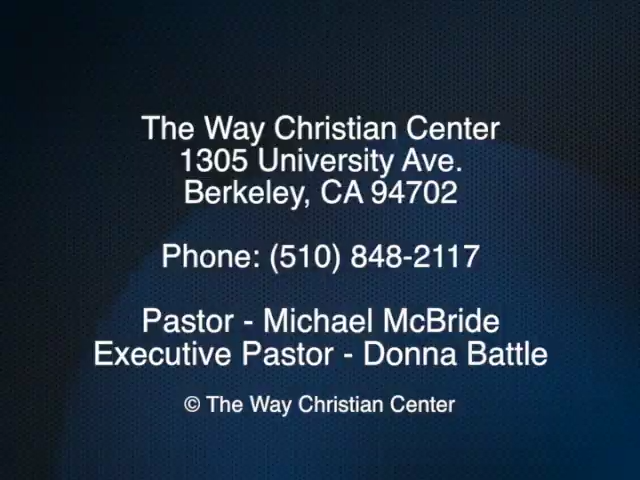 The Way Christian Center
1305 University Ave.
Berkeley, CA 94702
Phone: (510) 848-2117
Pastor - Michael McBride
Executive Pastor - Donna Battle
© The Way Christian Center